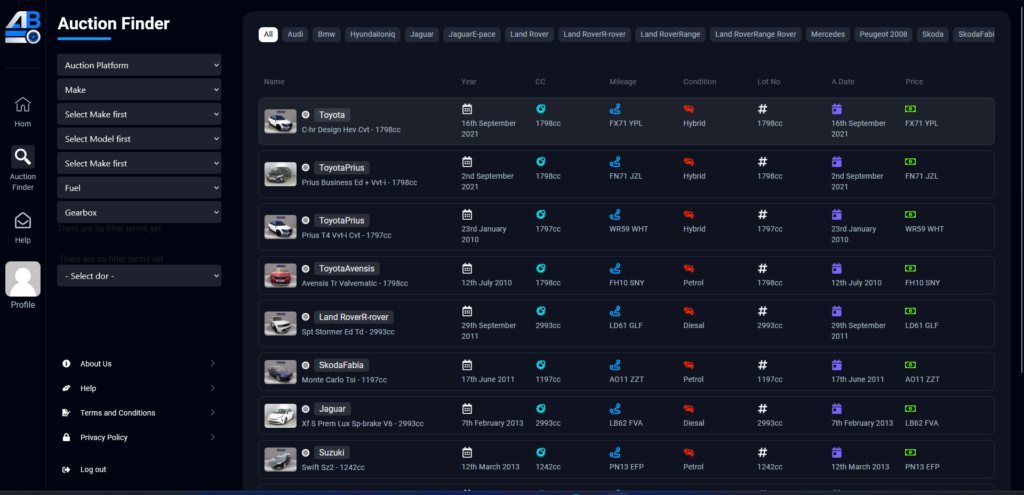 AB
Auction Finder
Hom
Auction
Finder
Help
Profile
Auction Platform
Make
Select Make first
Select Model first
Select Make first
Fuel
Gearbox
There are no filter terms yet
There are no filter terms yet
- Select dor -
About Us
Help
Terms and Conditions
Privacy Policy
Log out
All Audi Bmw HyundaiIoniq Jaguar JaguarE-pace Land Rover Land RoverR-rover Land RoverRange Land RoverRange Rover Mercedes Peugeot 2008 Skoda SkodaFabi
Name Year CC Mileage Condition Lot No A.Date Price
Toyota
C-hr Design Hev Cvt - 1798cc 16th September 1798cc FX71 YPL Hybrid 1798cc 16th September FX71 YPL
2021 2021
ToyotaPrius
Prius Business Ed + Vvt-i - 1798cc 2nd September 1798cc FN71 JZL Hybrid 1798cc 2nd September FN71 JZL
2021 2021
ToyotaPrius
Prius T4 Vvt-i Cvt - 1797cc 23rd January 1797cc WR59 WHT Hybrid 1797cc 23rd January WR59 WHT
2010 2010
ToyotaAvensis
Avensis Tr Valvematic - 1798cc 12th July 2010 1798cc FH10 SNY Petrol 1798cc 12th July 2010 FH10 SNY
Land RoverR-rover
Spt Stormer Ed Td - 2993cc 29th September 2993cc LD61 GLF Diesal 2993cc 29th September LD61 GLF
2011 2011
SkodaFabia
Monte Carlo Tsi - 1197cc 17th June 2011 1197cc AO11 ZZT Petrol 1197cc 17th June 2011 AO11 ZZT
Jaguar
Xf S Prem Lux Sp-brake V6 - 2993cc 7th February 2013 2993cc LB62 FVA Diesal 2993cc 7th February 2013 LB62 FVA
Suzuki
Swift Sz2 - 1242cc 12th March 2013 1242cc PN13 EFP Petrol 1242cc 12th March 2013 PN13 EFP